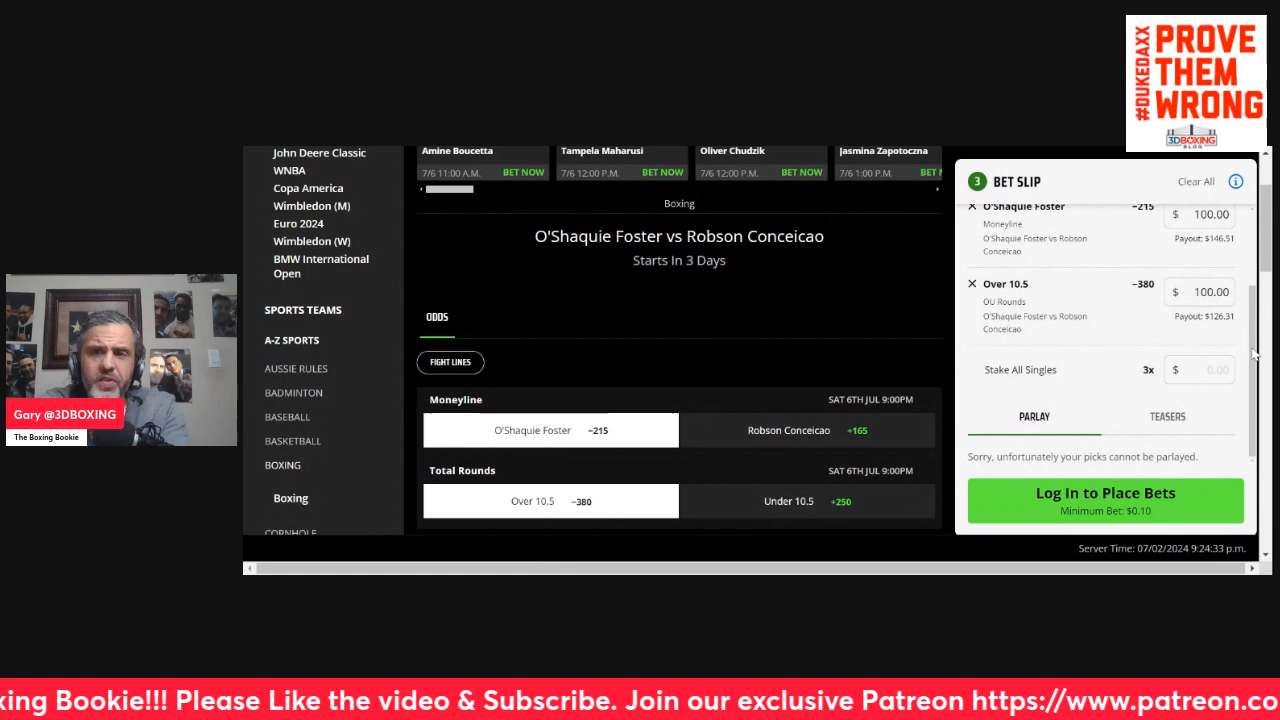 #DUKEDAXX
PROVE
THEM
WRONG
3DBOXING
BLOG
John Deere Classic
WNBA
Copa America
Wimbledon (M)
Euro 2024
Wimbledon (W)
BMW International
Open
SPORTS TEAMS
A-Z SPORTS
AUSSIE RULES
BADMINTON
BASEBALL
BASKETBALL
BOXING
Boxing
CORNHOLE
Amine Boucetta
7/6 11:00 A.M. BET NOW
Tampela Maharusi
7/6 12:00 P.M. BET NOW
Oliver Chudzik
7/6 12:00 P.M. BET NOW
Jasmina Zapotoczna
7/6 1:00 P.M. BET N
Boxing
O'Shaquie Foster vs Robson Conceicao
Starts In 3 Days
ODDS
FIGHT LINES
Moneyline SAT 6TH JUL 9:00PM
O'Shaquie Foster −215 Robson Conceicao +165
Total Rounds SAT 6TH JUL 9:00PM
Over 10.5 −380 Under 10.5 +250
3 BET SLIP Clear All i
× O'Shaquie Foster −215 $ 100.00
Moneyline
O'Shaquie Foster vs Robson
Conceicao
Payout: $146.51
× Over 10.5 −380 $ 100.00
OU Rounds
O'Shaquie Foster vs Robson
Conceicao
Payout: $126.31
Stake All Singles 3x $ 0.00
PARLAY TEASERS
Sorry, unfortunately your picks cannot be parlayed.
Log In to Place Bets
Minimum Bet: $0.10
Server Time: 07/02/2024 9:24:33 p.m.
Gary @3DBOXING
The Boxing Bookie
xing Bookie!!! Please Like the video & Subscribe. Join our exclusive Patreon https://www.patreon.co